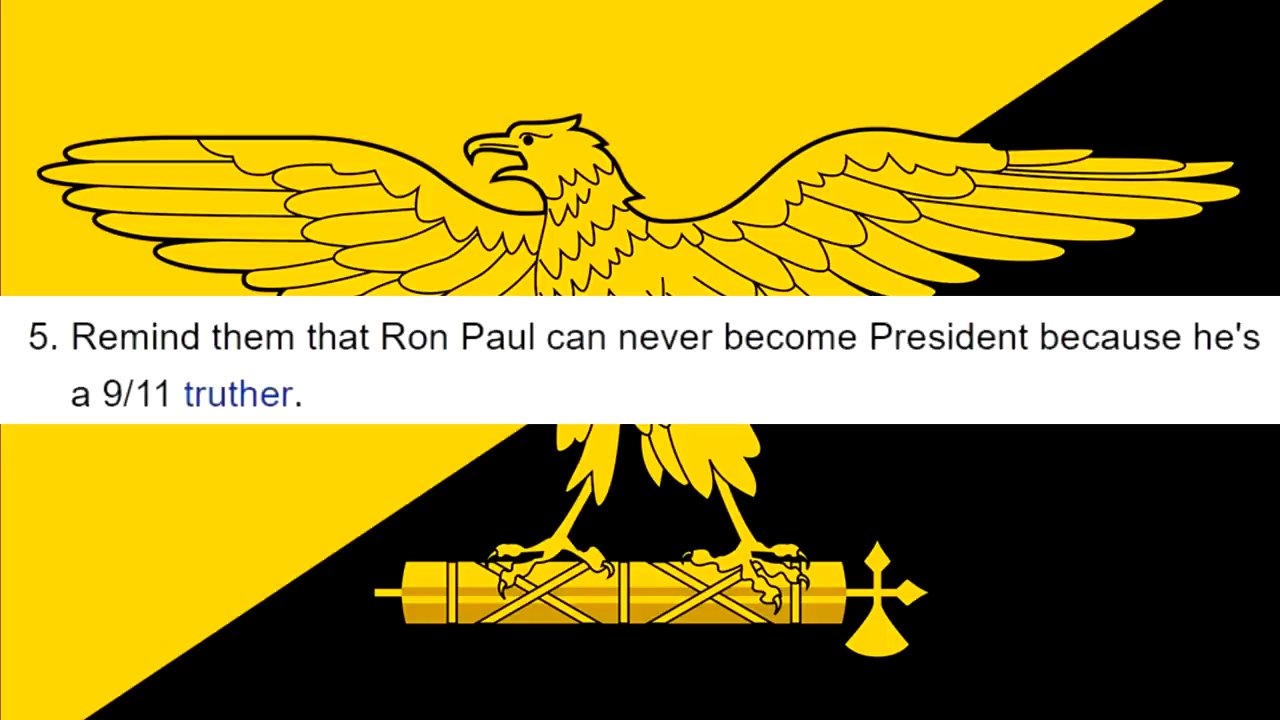 5. Remind them that Ron Paul can never become President because he's
a 9/11 truther.